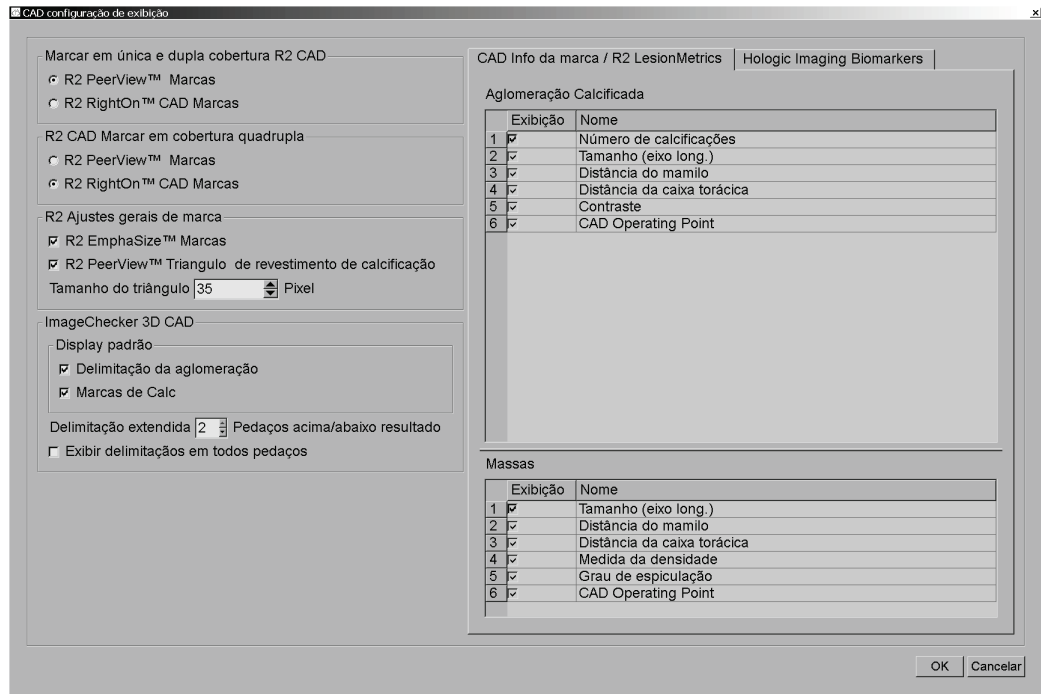 CAD configuração de exibição
Marcar em única e dupla cobertura R2 CAD
R2 PeerView™ Marcas
R2 RightOn™ CAD Marcas
R2 CAD Marcar em cobertura quadrupla
R2 PeerView™ Marcas
R2 RightOn™ CAD Marcas
R2 Ajustes gerais de marca
R2 EmphaSize™ Marcas
R2 PeerView™ Triangulo de revestimento de calcificação
Tamanho do triângulo 35 Pixel
ImageChecker 3D CAD
Display padrão
Delimitação da aglomeração
Marcas de Calc
Delimitação extendida 2 Pedaços acima/abaixo resultado
Exibir delimitaçãos em todos pedaços
CAD Info da marca / R2 LesionMetrics Hologic Imaging Biomarkers
Aglomeração Calcificada
Exibição Nome
1 Número de calcificações
2 Tamanho (eixo long.)
3 Distância do mamilo
4 Distância da caixa torácica
5 Contraste
6 CAD Operating Point
Massas
Exibição Nome
1 Tamanho (eixo long.)
2 Distância do mamilo
3 Distância da caixa torácica
4 Medida da densidade
5 Grau de espiculação
6 CAD Operating Point
OK Cancelar